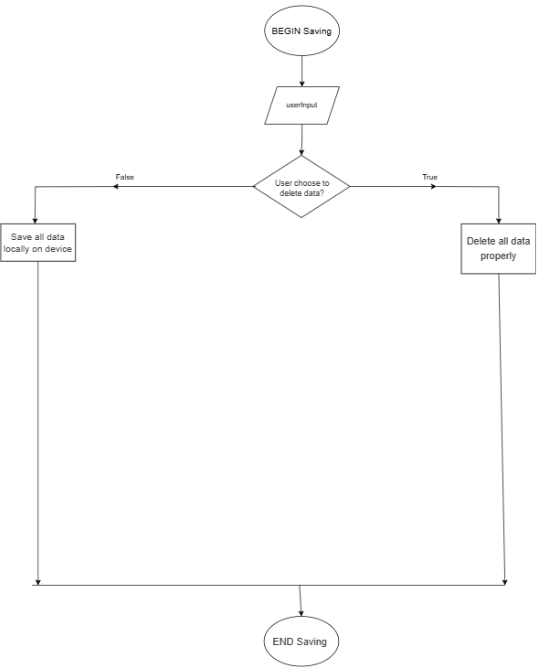 BEGIN Saving
userInput
User choose to
delete data?
False
True
Save all data
locally on device
Delete all data
properly
END Saving